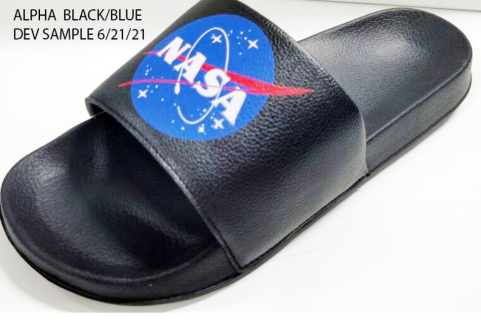 ALPHA BLACK/BLUE
DEV SAMPLE 6/21/21
NASA